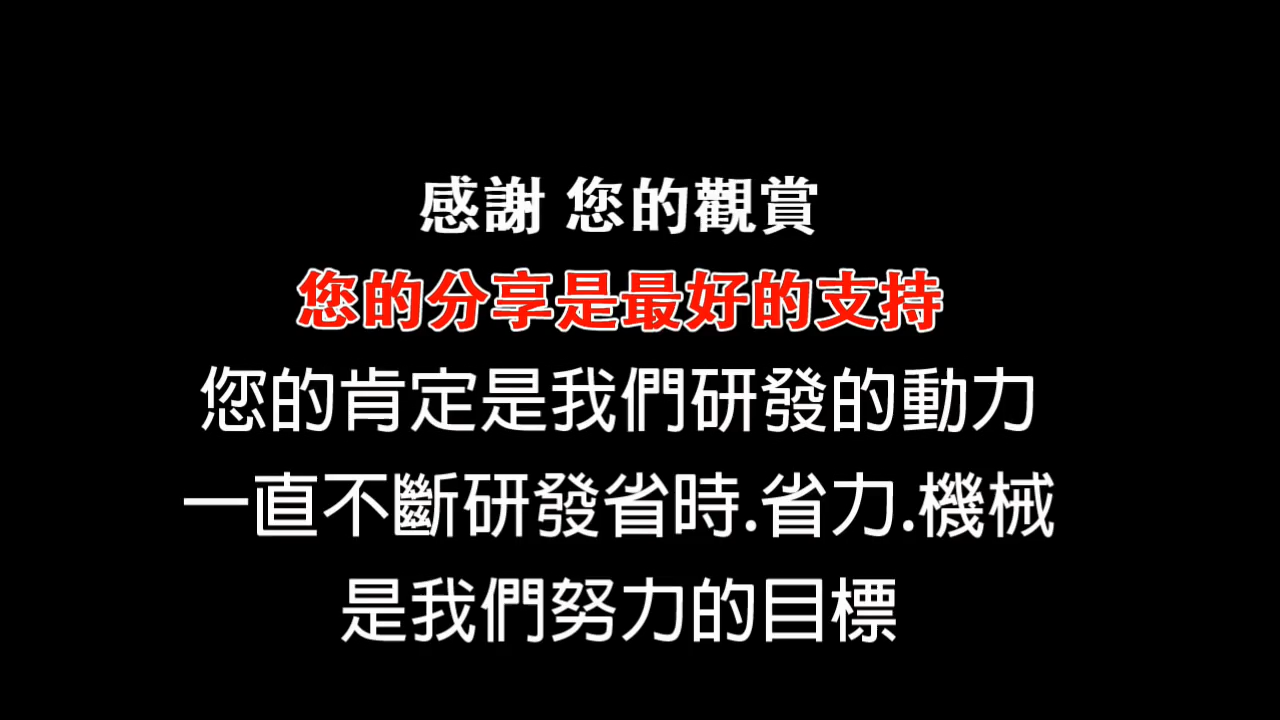 感謝 您的觀賞
您的分享是最好的支持
您的肯定是我們研發的動力
一直不斷研發省時.省力.機械
是我們努力的目標